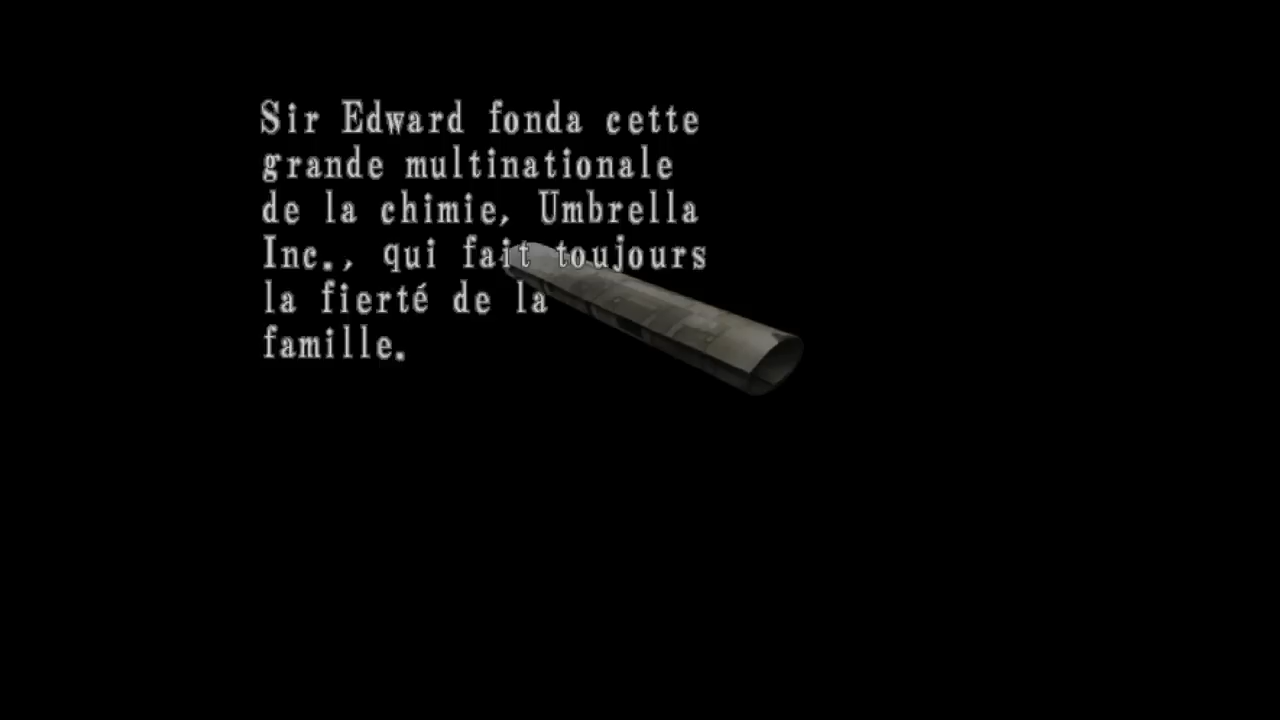 Sir Edward fonda cette
grande multinationale
de la chimie, Umbrella
Inc., qui fait toujours
la fierté de la
famille.